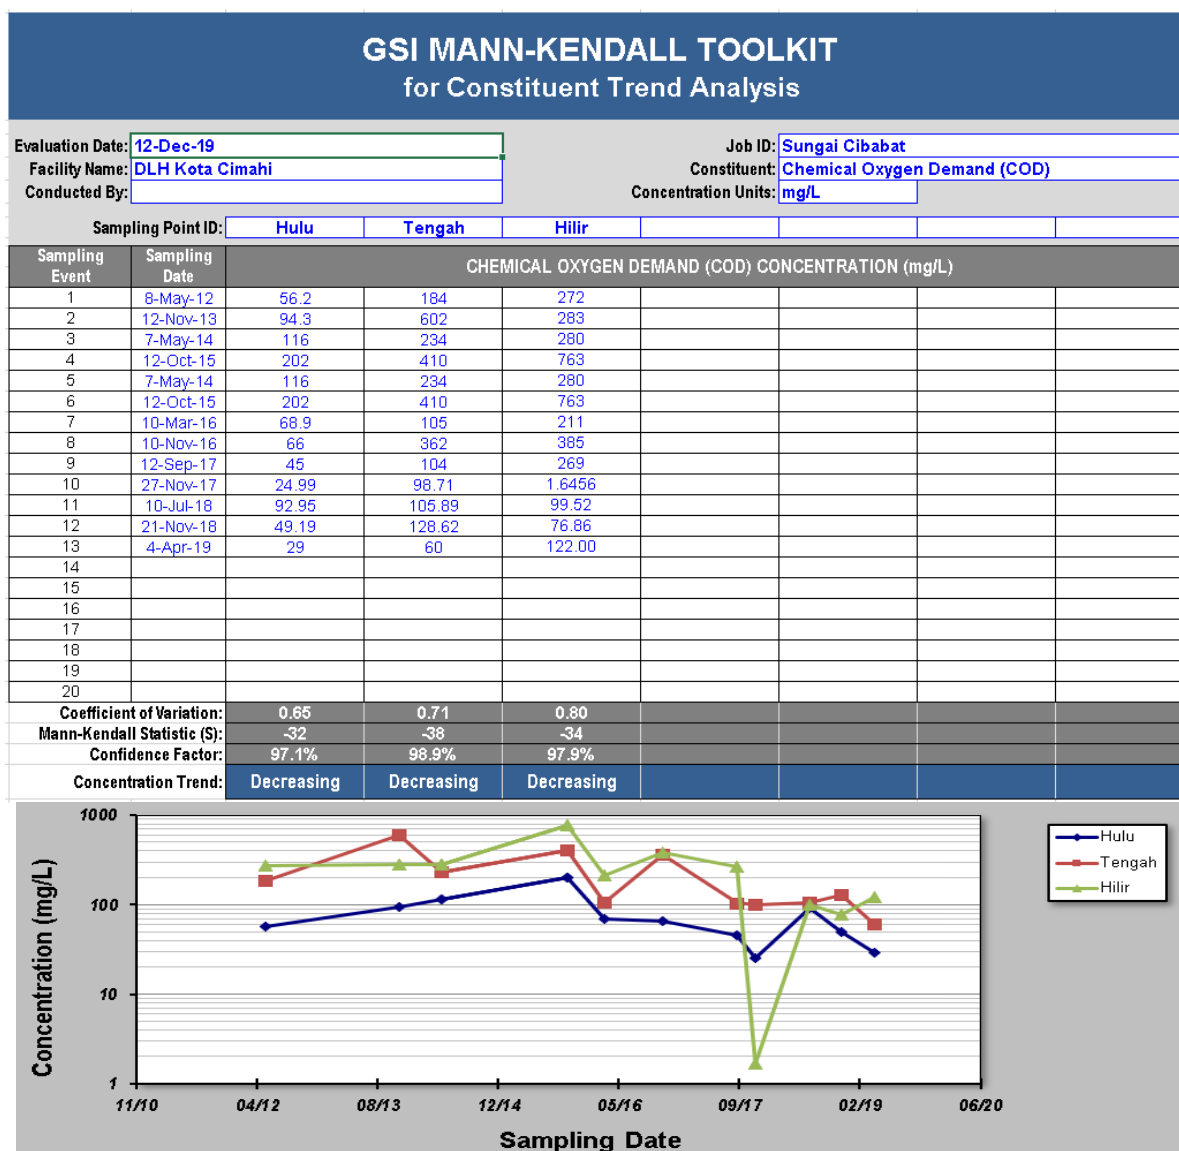 GSI MANN-KENDALL TOOLKIT
for Constituent Trend Analysis
Evaluation Date: 12-Dec-19 Job ID: Sungai Cibabat
Facility Name: DLH Kota Cimahi Constituent: Chemical Oxygen Demand (COD)
Conducted By: Concentration Units: mg/L
Sampling Point ID: Hulu Tengah Hilir
Sampling Event Sampling Date CHEMICAL OXYGEN DEMAND (COD) CONCENTRATION (mg/L)
1 8-May-12 56.2 184 272
2 12-Nov-13 94.3 602 283
3 7-May-14 116 234 280
4 12-Oct-15 202 410 763
5 7-May-14 116 234 280
6 12-Oct-15 202 410 763
7 10-Mar-16 68.9 105 211
8 10-Nov-16 66 362 385
9 12-Sep-17 45 104 269
10 27-Nov-17 24.99 98.71 1.6456
11 10-Jul-18 92.95 105.89 99.52
12 21-Nov-18 49.19 128.62 76.86
13 4-Apr-19 29 60 122.00
14
15
16
17
18
19
20
Coefficient of Variation: 0.65 0.71 0.80
Mann-Kendall Statistic (S): -32 -38 -34
Confidence Factor: 97.1% 98.9% 97.9%
Concentration Trend: Decreasing Decreasing Decreasing
Concentration (mg/L)
1000
100
10
1
11/10 04/12 08/13 12/14 05/16 09/17 02/19 06/20
Sampling Date
Hulu
Tengah
Hilir